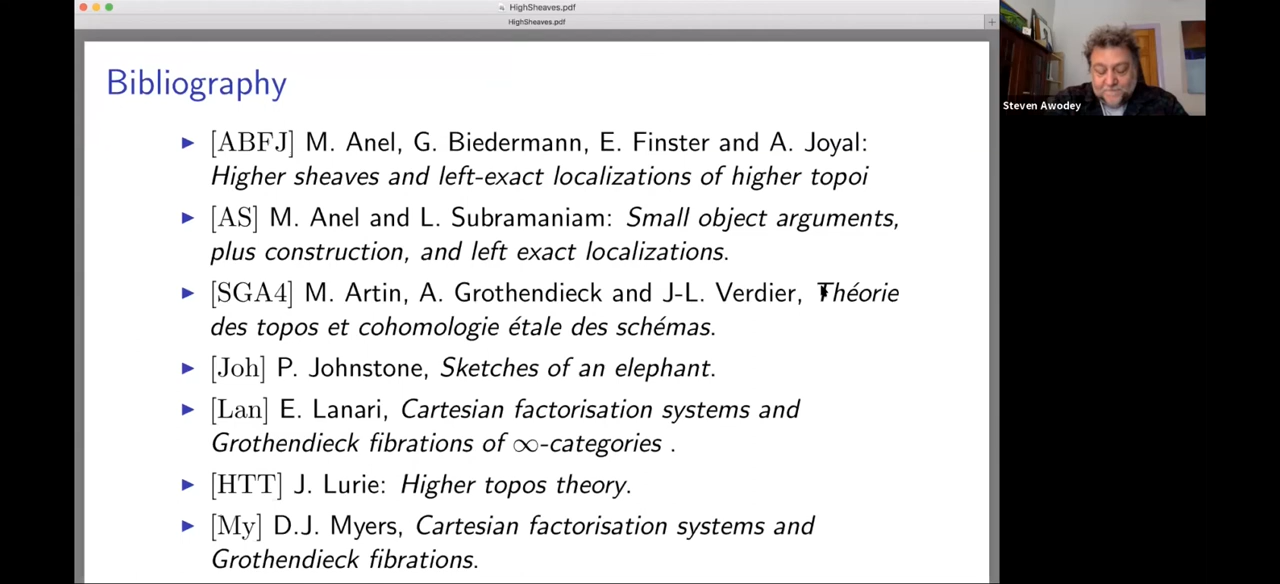 HighSheaves.pdf
HighSheaves.pdf
+
Bibliography
▶ [ABFJ] M. Anel, G. Biedermann, E. Finster and A. Joyal:
Higher sheaves and left-exact localizations of higher topoi
▶ [AS] M. Anel and L. Subramaniam: Small object arguments,
plus construction, and left exact localizations.
▶ [SGA4] M. Artin, A. Grothendieck and J-L. Verdier, Théorie
des topos et cohomologie étale des schémas.
▶ [Joh] P. Johnstone, Sketches of an elephant.
▶ [Lan] E. Lanari, Cartesian factorisation systems and
Grothendieck fibrations of ∞-categories .
▶ [HTT] J. Lurie: Higher topos theory.
▶ [My] D.J. Myers, Cartesian factorisation systems and
Grothendieck fibrations.
Steven Awodey